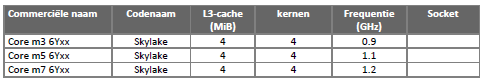 Commerciële naam Codenaam L3-cache (MiB) kernen Frequentie (GHz) Socket
Core m3 6Yxx Skylake 4 4 0.9
Core m5 6Yxx Skylake 4 4 1.1
Core m7 6Yxx Skylake 4 4 1.2